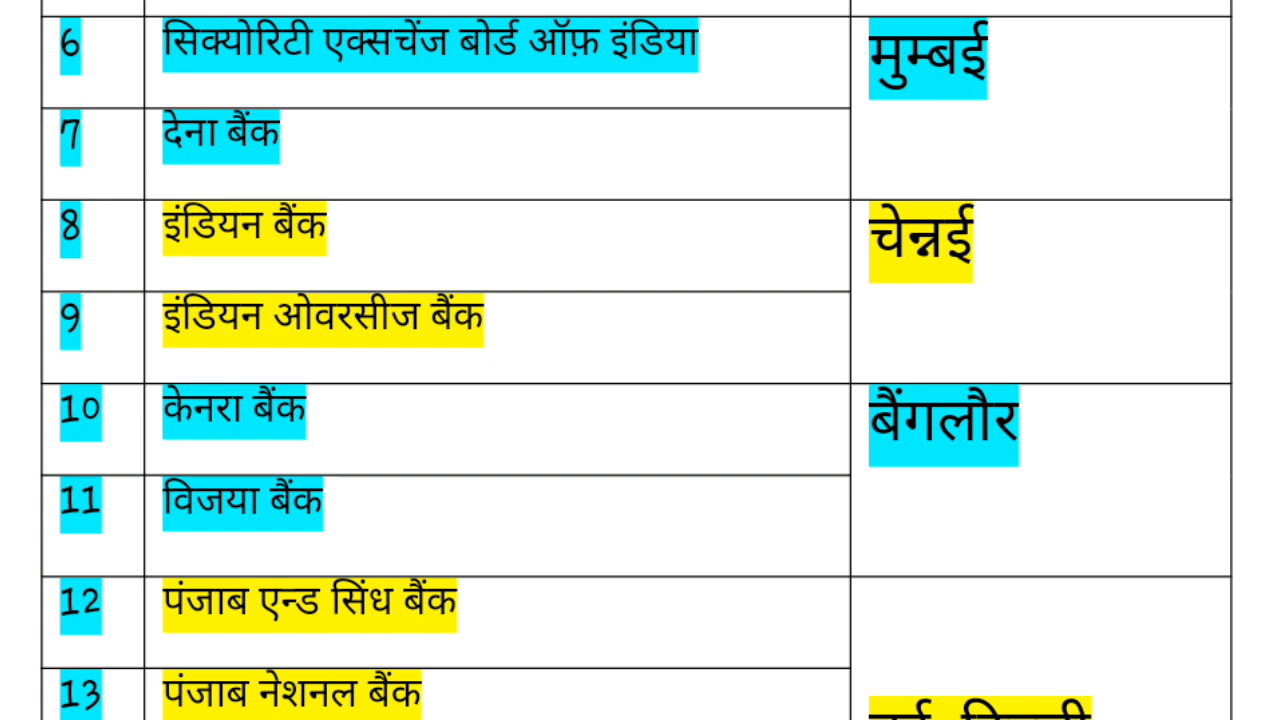 6 सिक्योरिटी एक्सचेंज बोर्ड ऑफ़ इंडिया मुम्बई
7 देना बैंक
8 इंडियन बैंक चेन्नई
9 इंडियन ओवरसीज बैंक
10 केनरा बैंक बैंगलौर
11 विजया बैंक
12 पंजाब एन्ड सिंध बैंक
13 पंजाब नेशनल बैंक